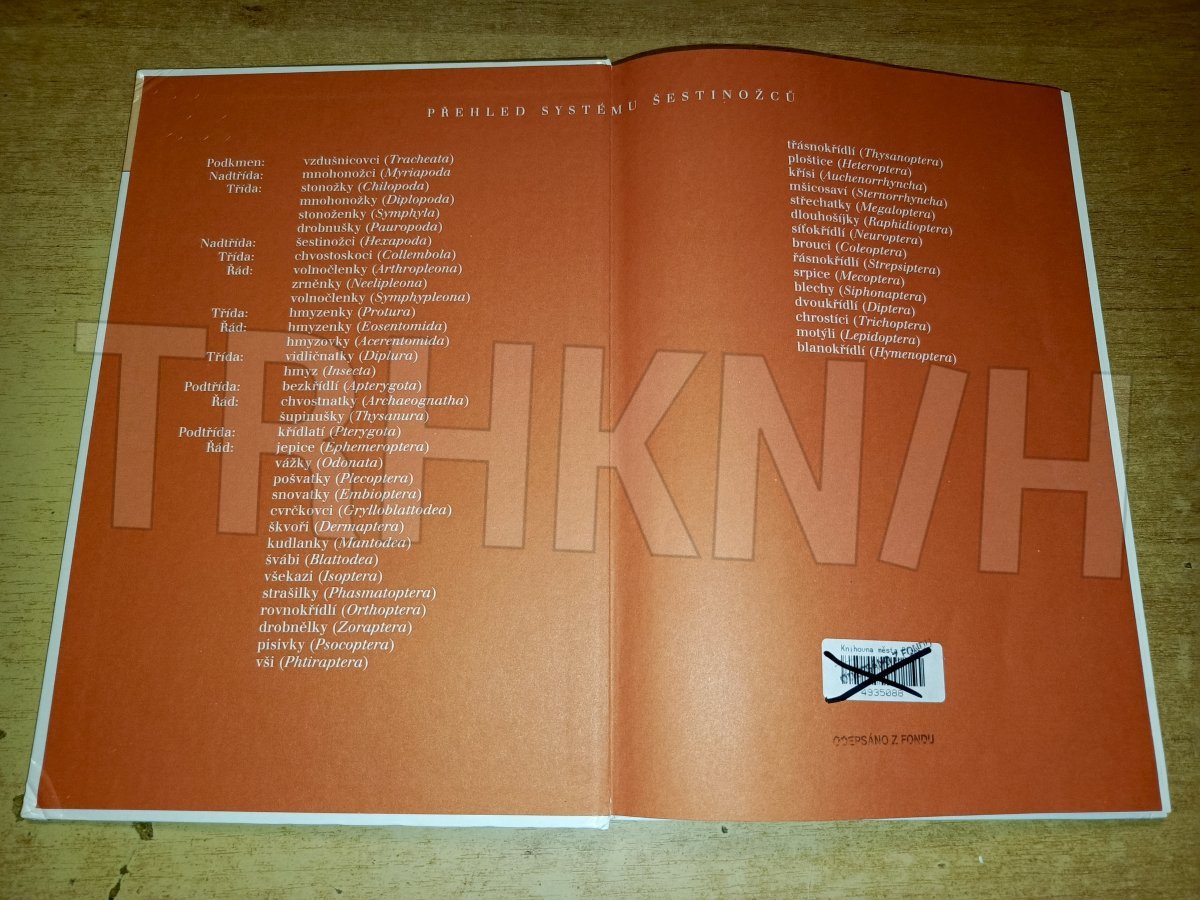 PŘEHLED SYSTÉMU ŠESTINOŽCŮ
Podkmen: vzdušnicovci (Tracheata)
Nadtřída: mnohonožci (Myriapoda
Třída: stonožky (Chilopoda)
mnohonožky (Diplopoda)
stonoženky (Symphyla)
drobnušky (Pauropoda)
Nadtřída: šestinožci (Hexapoda)
Třída: chvostoskoci (Collembola)
Řád: volnočlenky (Arthropleona)
zrněnky (Neelipleona)
volnočlenky (Symphypleona)
Třída: hmyzenky (Protura)
Řád: hmyzenky (Eosentomida)
hmyzovky (Acerentomida)
Třída: vidličnatky (Diplura)
hmyz (Insecta)
Podtřída: bezkřídlí (Apterygota)
Řád: chvostnatky (Archaeognatha)
šupinušky (Thysanura)
Podtřída: křídlatí (Pterygota)
Řád: jepice (Ephemeroptera)
vážky (Odonata)
pošvatky (Plecoptera)
snovatky (Embioptera)
cvrčkovci (Grylloblattodea)
škvoři (Dermaptera)
kudlanky (Mantodea)
švábi (Blattodea)
všekazi (Isoptera)
strašilky (Phasmatoptera)
rovnokřídlí (Orthoptera)
drobnělky (Zoraptera)
pisivky (Psocoptera)
vši (Phtiraptera)
třásnokřídlí (Thysanoptera)
ploštice (Heteroptera)
křísi (Auchenorrhyncha)
mšicosaví (Sternorrhyncha)
střechatky (Megaloptera)
dlouhošíjky (Raphidioptera)
síťokřídlí (Neuroptera)
brouci (Coleoptera)
řásnokřídlí (Strepsiptera)
srpice (Mecoptera)
blechy (Siphonaptera)
dvoukřídlí (Diptera)
chrostíci (Trichoptera)
motýli (Lepidoptera)
blanokřídlí (Hymenoptera)
TRHKNIH
Knihovna města
4935088
ODEPSÁNO Z FONDU